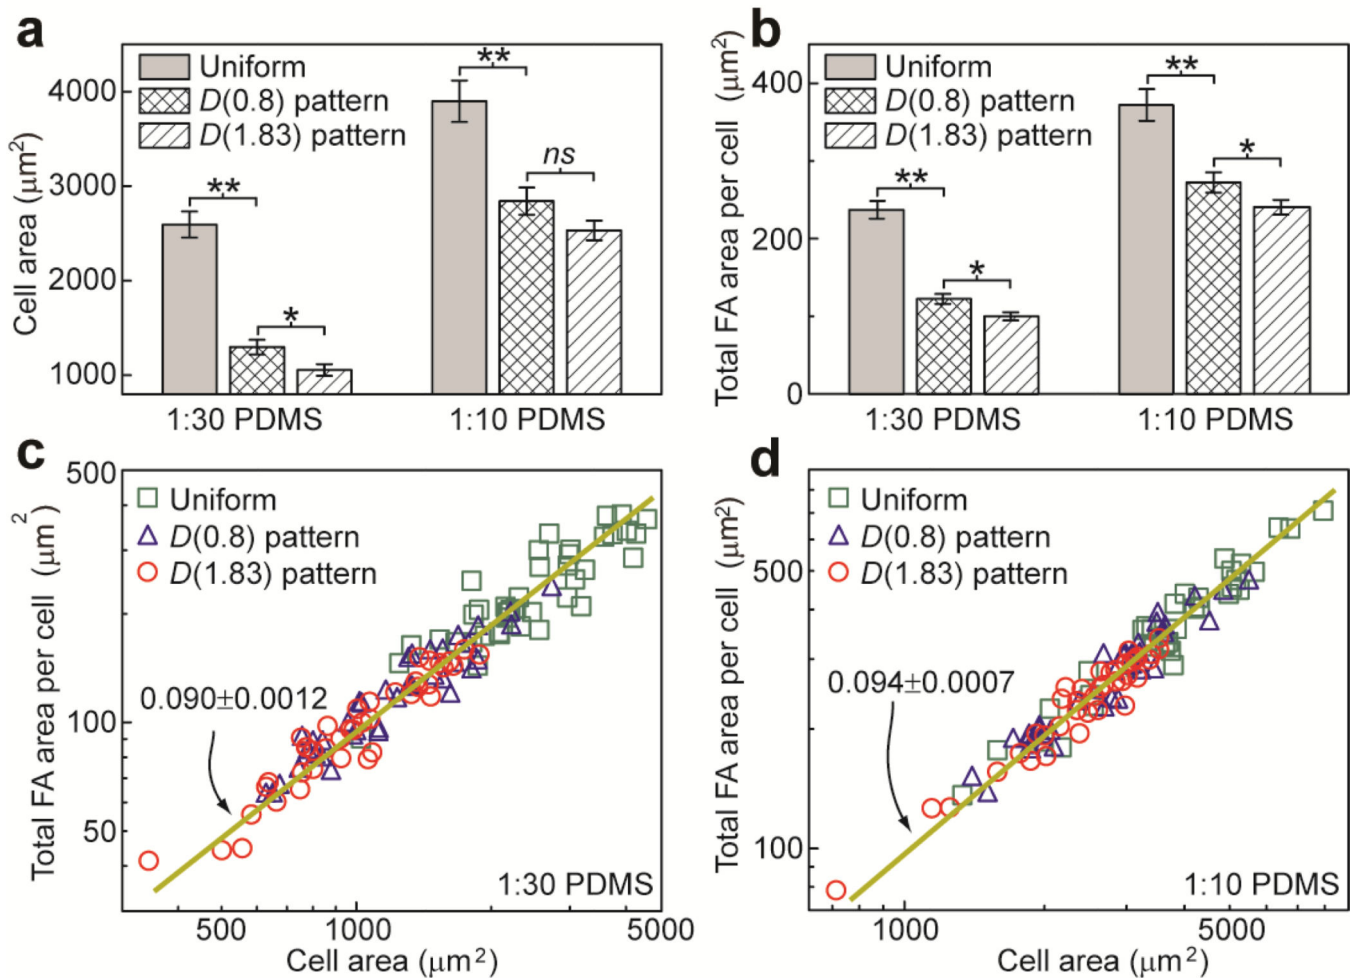 a
Cell area (μm²)
4000
3000
2000
1000
Uniform
D(0.8) pattern
D(1.83) pattern
**
*
**
ns
1:30 PDMS
1:10 PDMS
b
Total FA area per cell (μm²)
400
200
0
Uniform
D(0.8) pattern
D(1.83) pattern
**
*
**
*
1:30 PDMS
1:10 PDMS
c
Total FA area per cell (μm²)
500
100
50
Uniform
D(0.8) pattern
D(1.83) pattern
0.090±0.0012
1:30 PDMS
500
1000
5000
Cell area (μm²)
d
Total FA area per cell (μm²)
500
100
Uniform
D(0.8) pattern
D(1.83) pattern
0.094±0.0007
1:10 PDMS
1000
5000
Cell area (μm²)